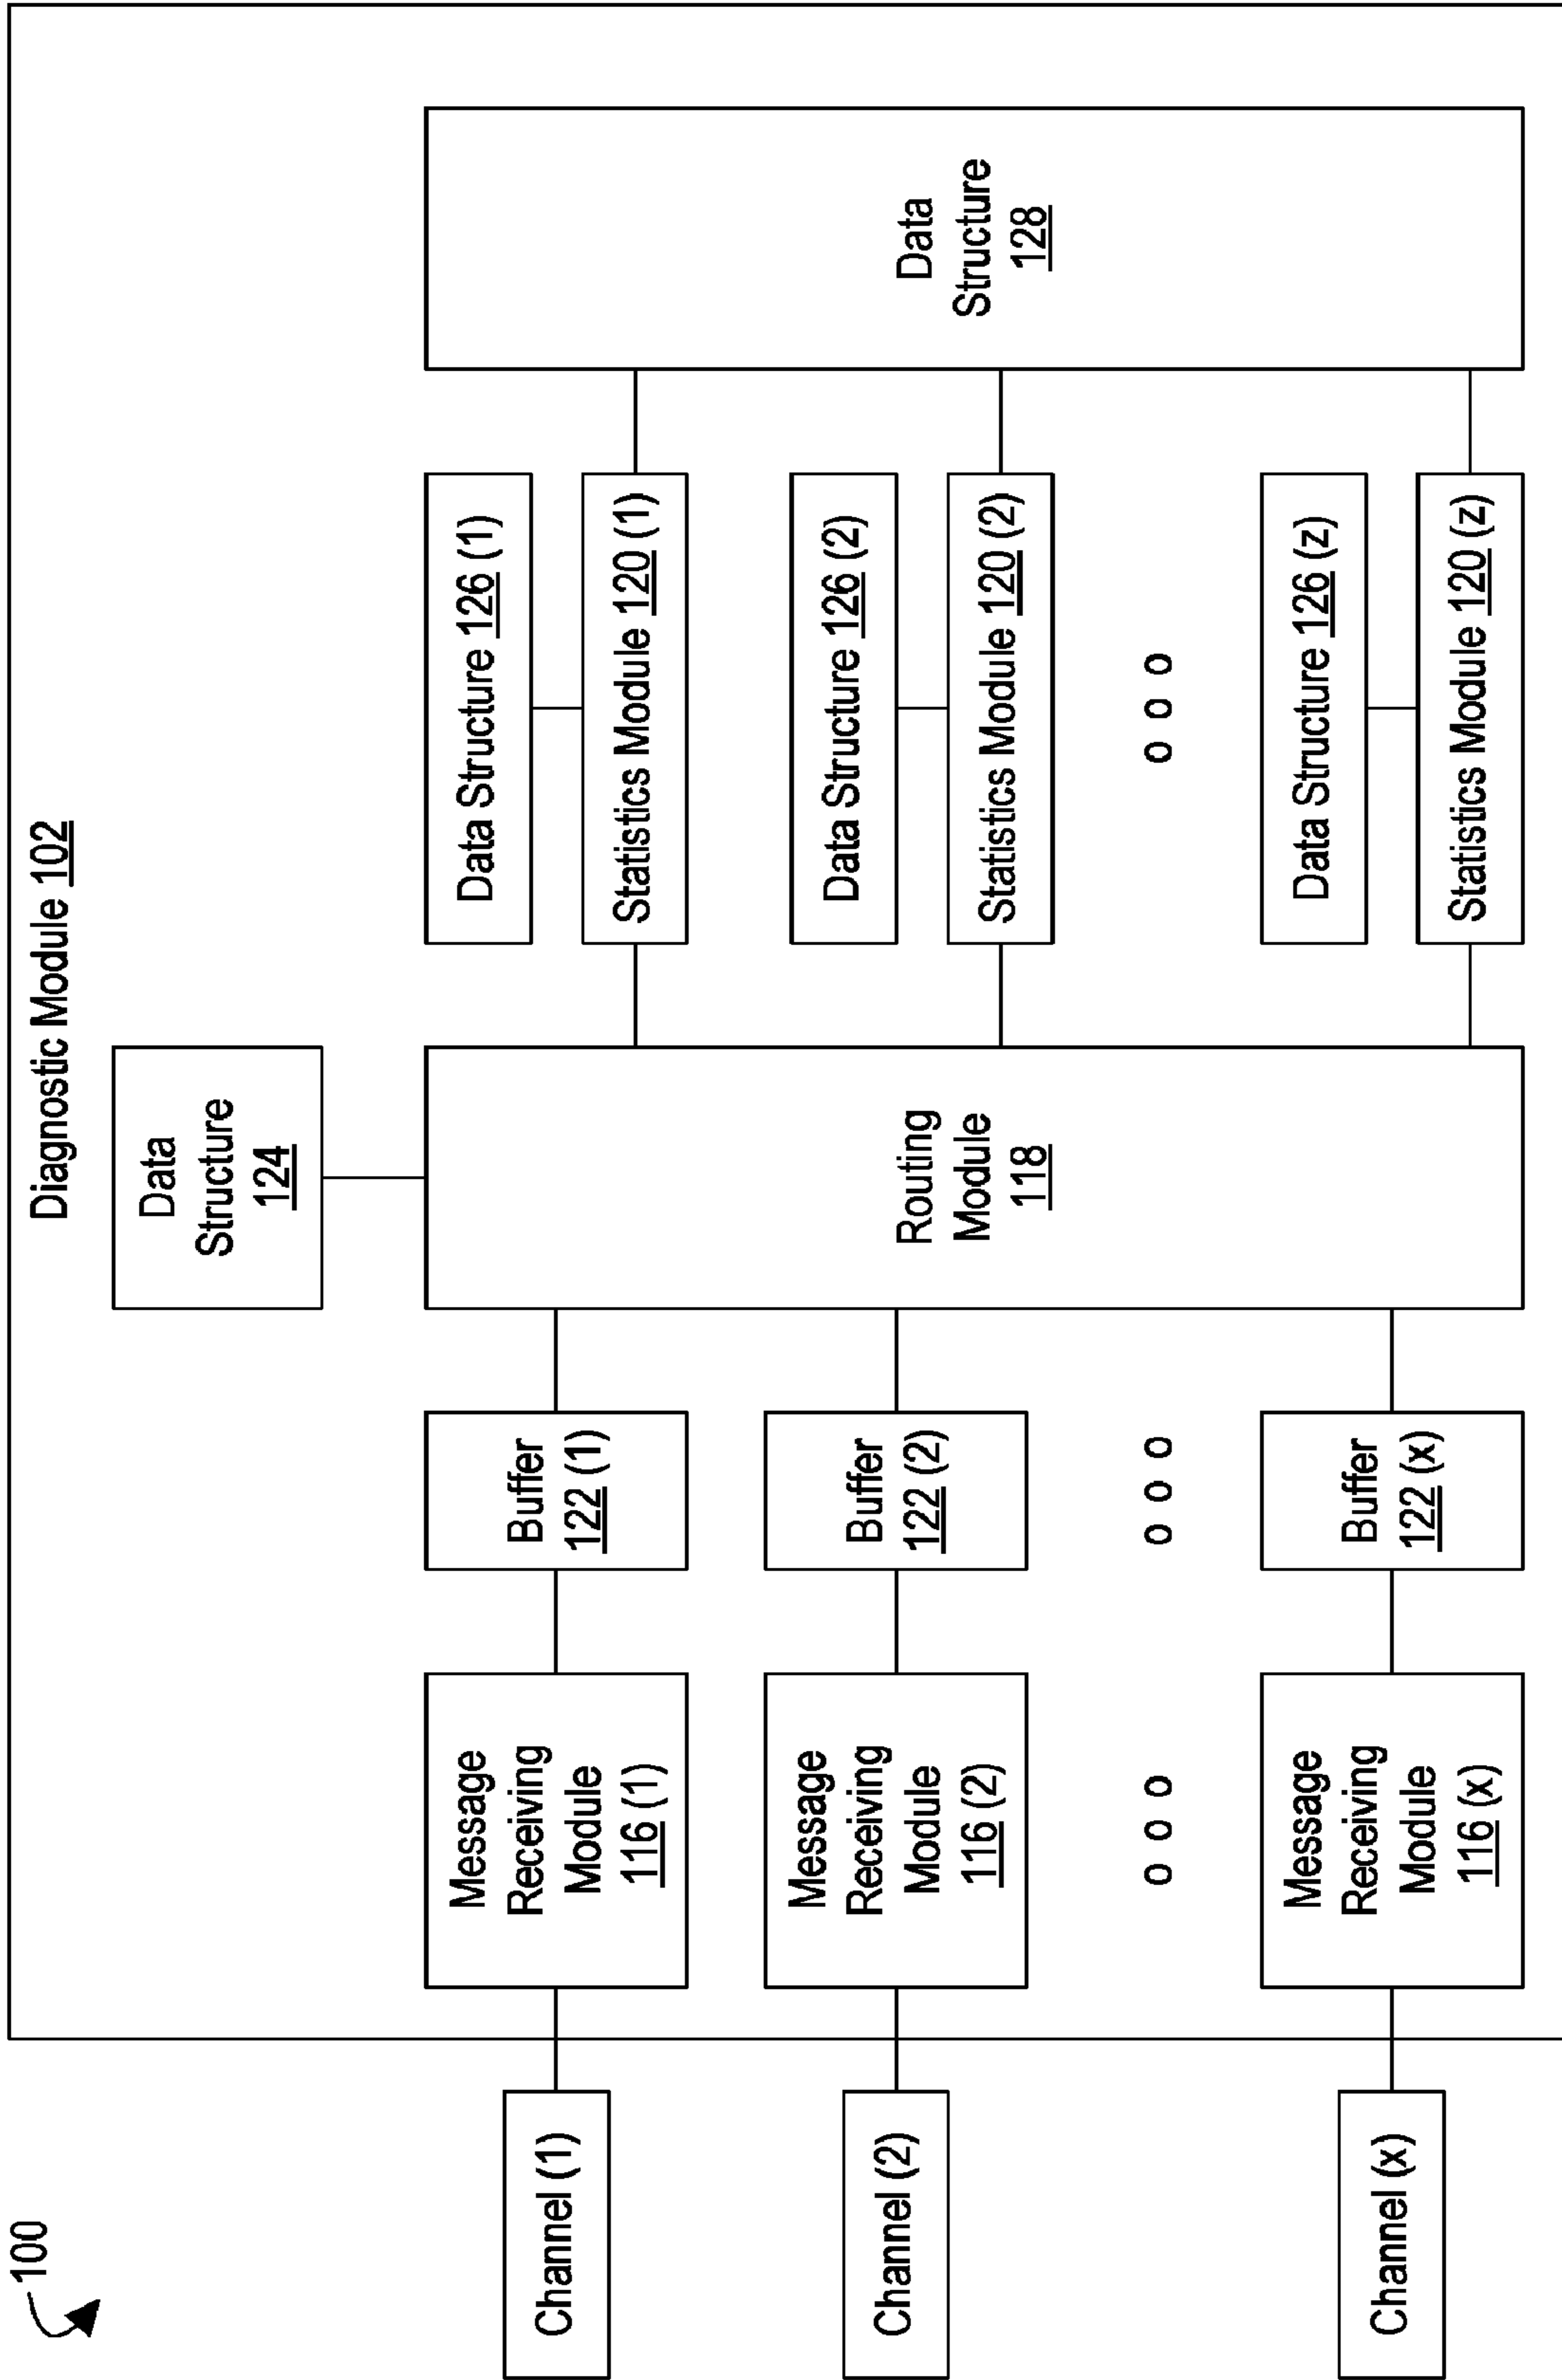 100
Diagnostic Module 102
Data
Structure
124
Channel (1)
Message
Receiving
Module
116 (1)
Buffer
122 (1)
Routing
Module
118
Data Structure 126 (1)
Statistics Module 120 (1)
Data
Structure
128
Channel (2)
Message
Receiving
Module
116 (2)
Buffer
122 (2)
Data Structure 126 (2)
Statistics Module 120 (2)
o o o
o o o
o o o
Channel (x)
Message
Receiving
Module
116 (x)
Buffer
122 (x)
Data Structure 126 (z)
Statistics Module 120 (z)